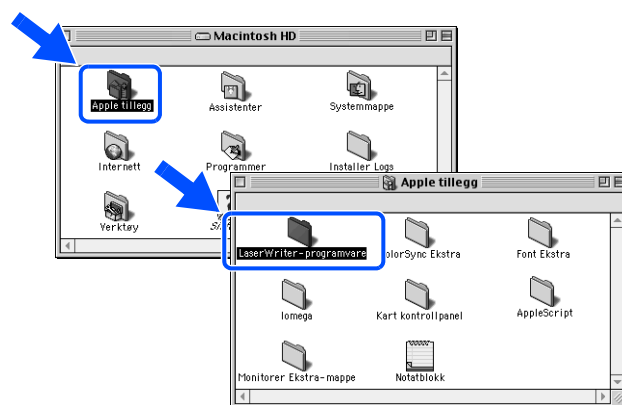 Macintosh HD
Apple tillegg
Assistenter
Systemmappe
Internett
Programmer
Installer Logs
Verktøy
Apple tillegg
LaserWriter-programvare
olorSync Ekstra
Font Ekstra
Iomega
Kart kontrollpanel
AppleScript
Monitorer Ekstra-mappe
Notatblokk